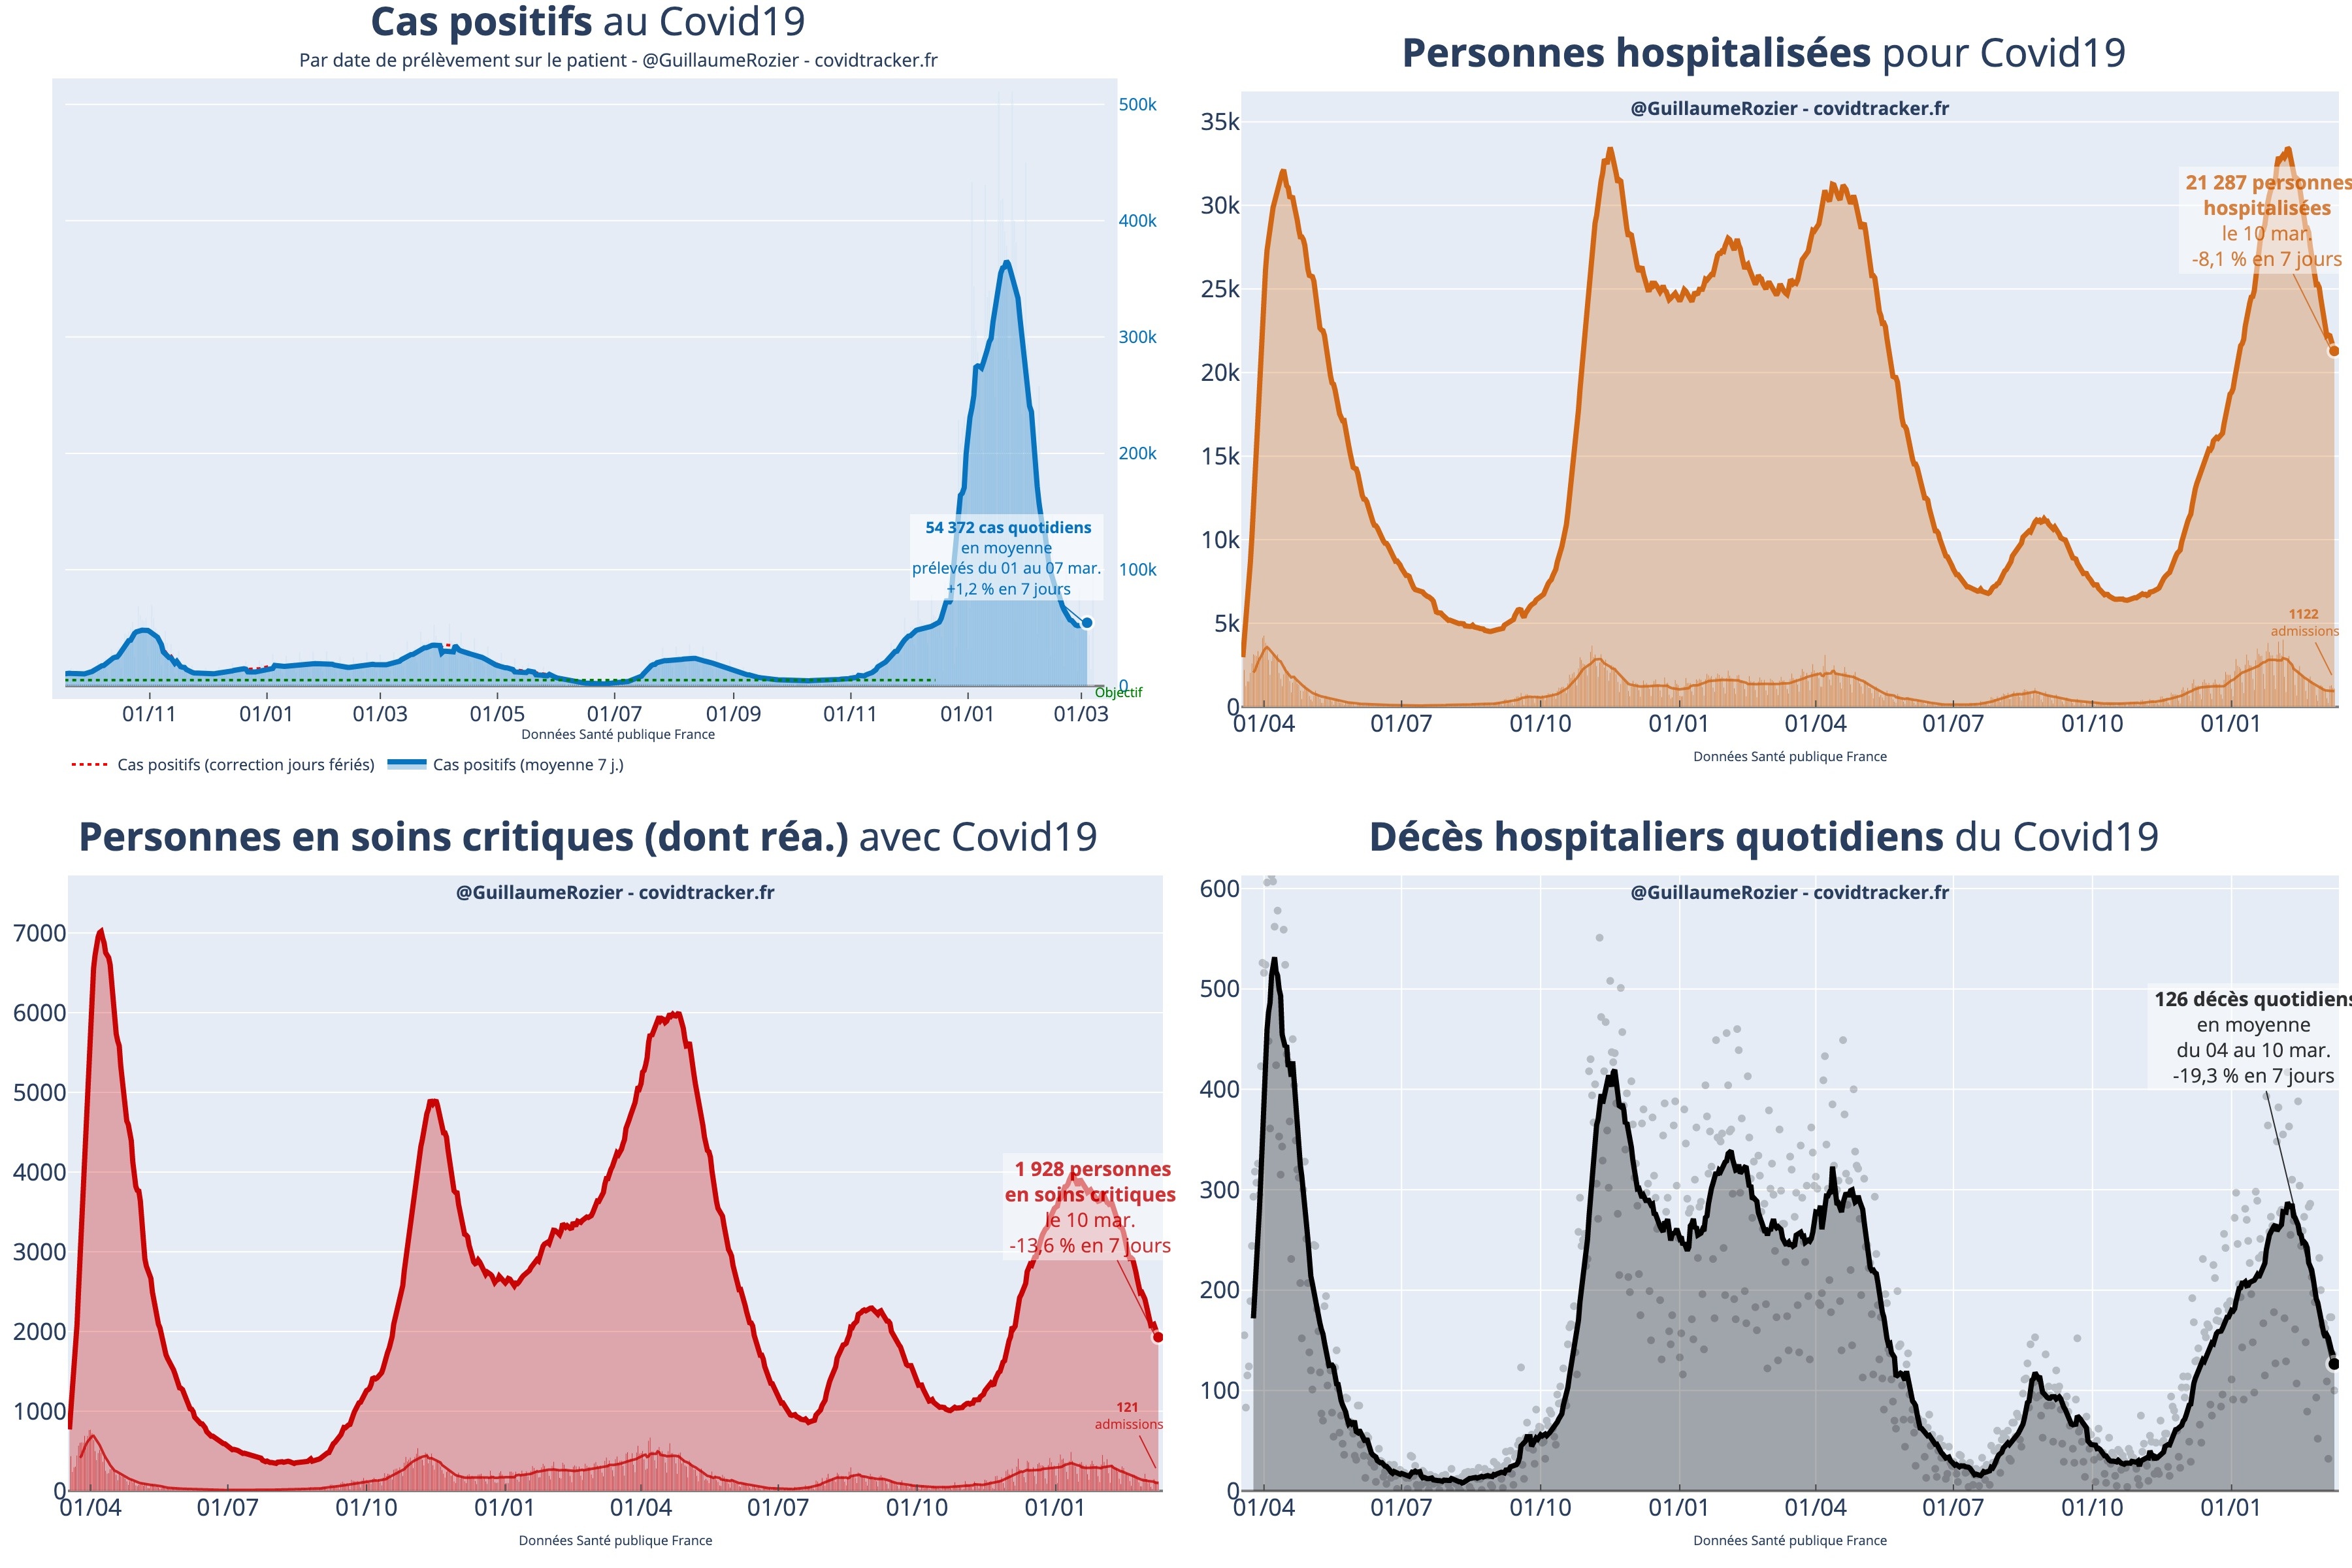 Cas positifs au Covid19
Par date de prélèvement sur le patient - @GuillaumeRozier - covidtracker.fr
500k
400k
300k
200k
100k
0
54 372 cas quotidiens
en moyenne
prélevés du 01 au 07 mar.
+1,2 % en 7 jours
Objectif
01/11 01/01 01/03 01/05 01/07 01/09 01/11 01/01 01/03
Données Santé publique France
Cas positifs (correction jours fériés) Cas positifs (moyenne 7 j.)
Personnes hospitalisées pour Covid19
@GuillaumeRozier - covidtracker.fr
35k
30k
25k
20k
15k
10k
5k
0
21 287 personnes
hospitalisées
le 10 mar.
-8,1 % en 7 jours
1122
admissions
01/04 01/07 01/10 01/01 01/04 01/07 01/10 01/01
Données Santé publique France
Personnes en soins critiques (dont réa.) avec Covid19
@GuillaumeRozier - covidtracker.fr
7000
6000
5000
4000
3000
2000
1000
0
1 928 personnes
en soins critiques
le 10 mar.
-13,6 % en 7 jours
121
admissions
01/04 01/07 01/10 01/01 01/04 01/07 01/10 01/01
Données Santé publique France
Décès hospitaliers quotidiens du Covid19
@GuillaumeRozier - covidtracker.fr
600
500
400
300
200
100
0
126 décès quotidiens
en moyenne
du 04 au 10 mar.
-19,3 % en 7 jours
01/04 01/07 01/10 01/01 01/04 01/07 01/10 01/01
Données Santé publique France